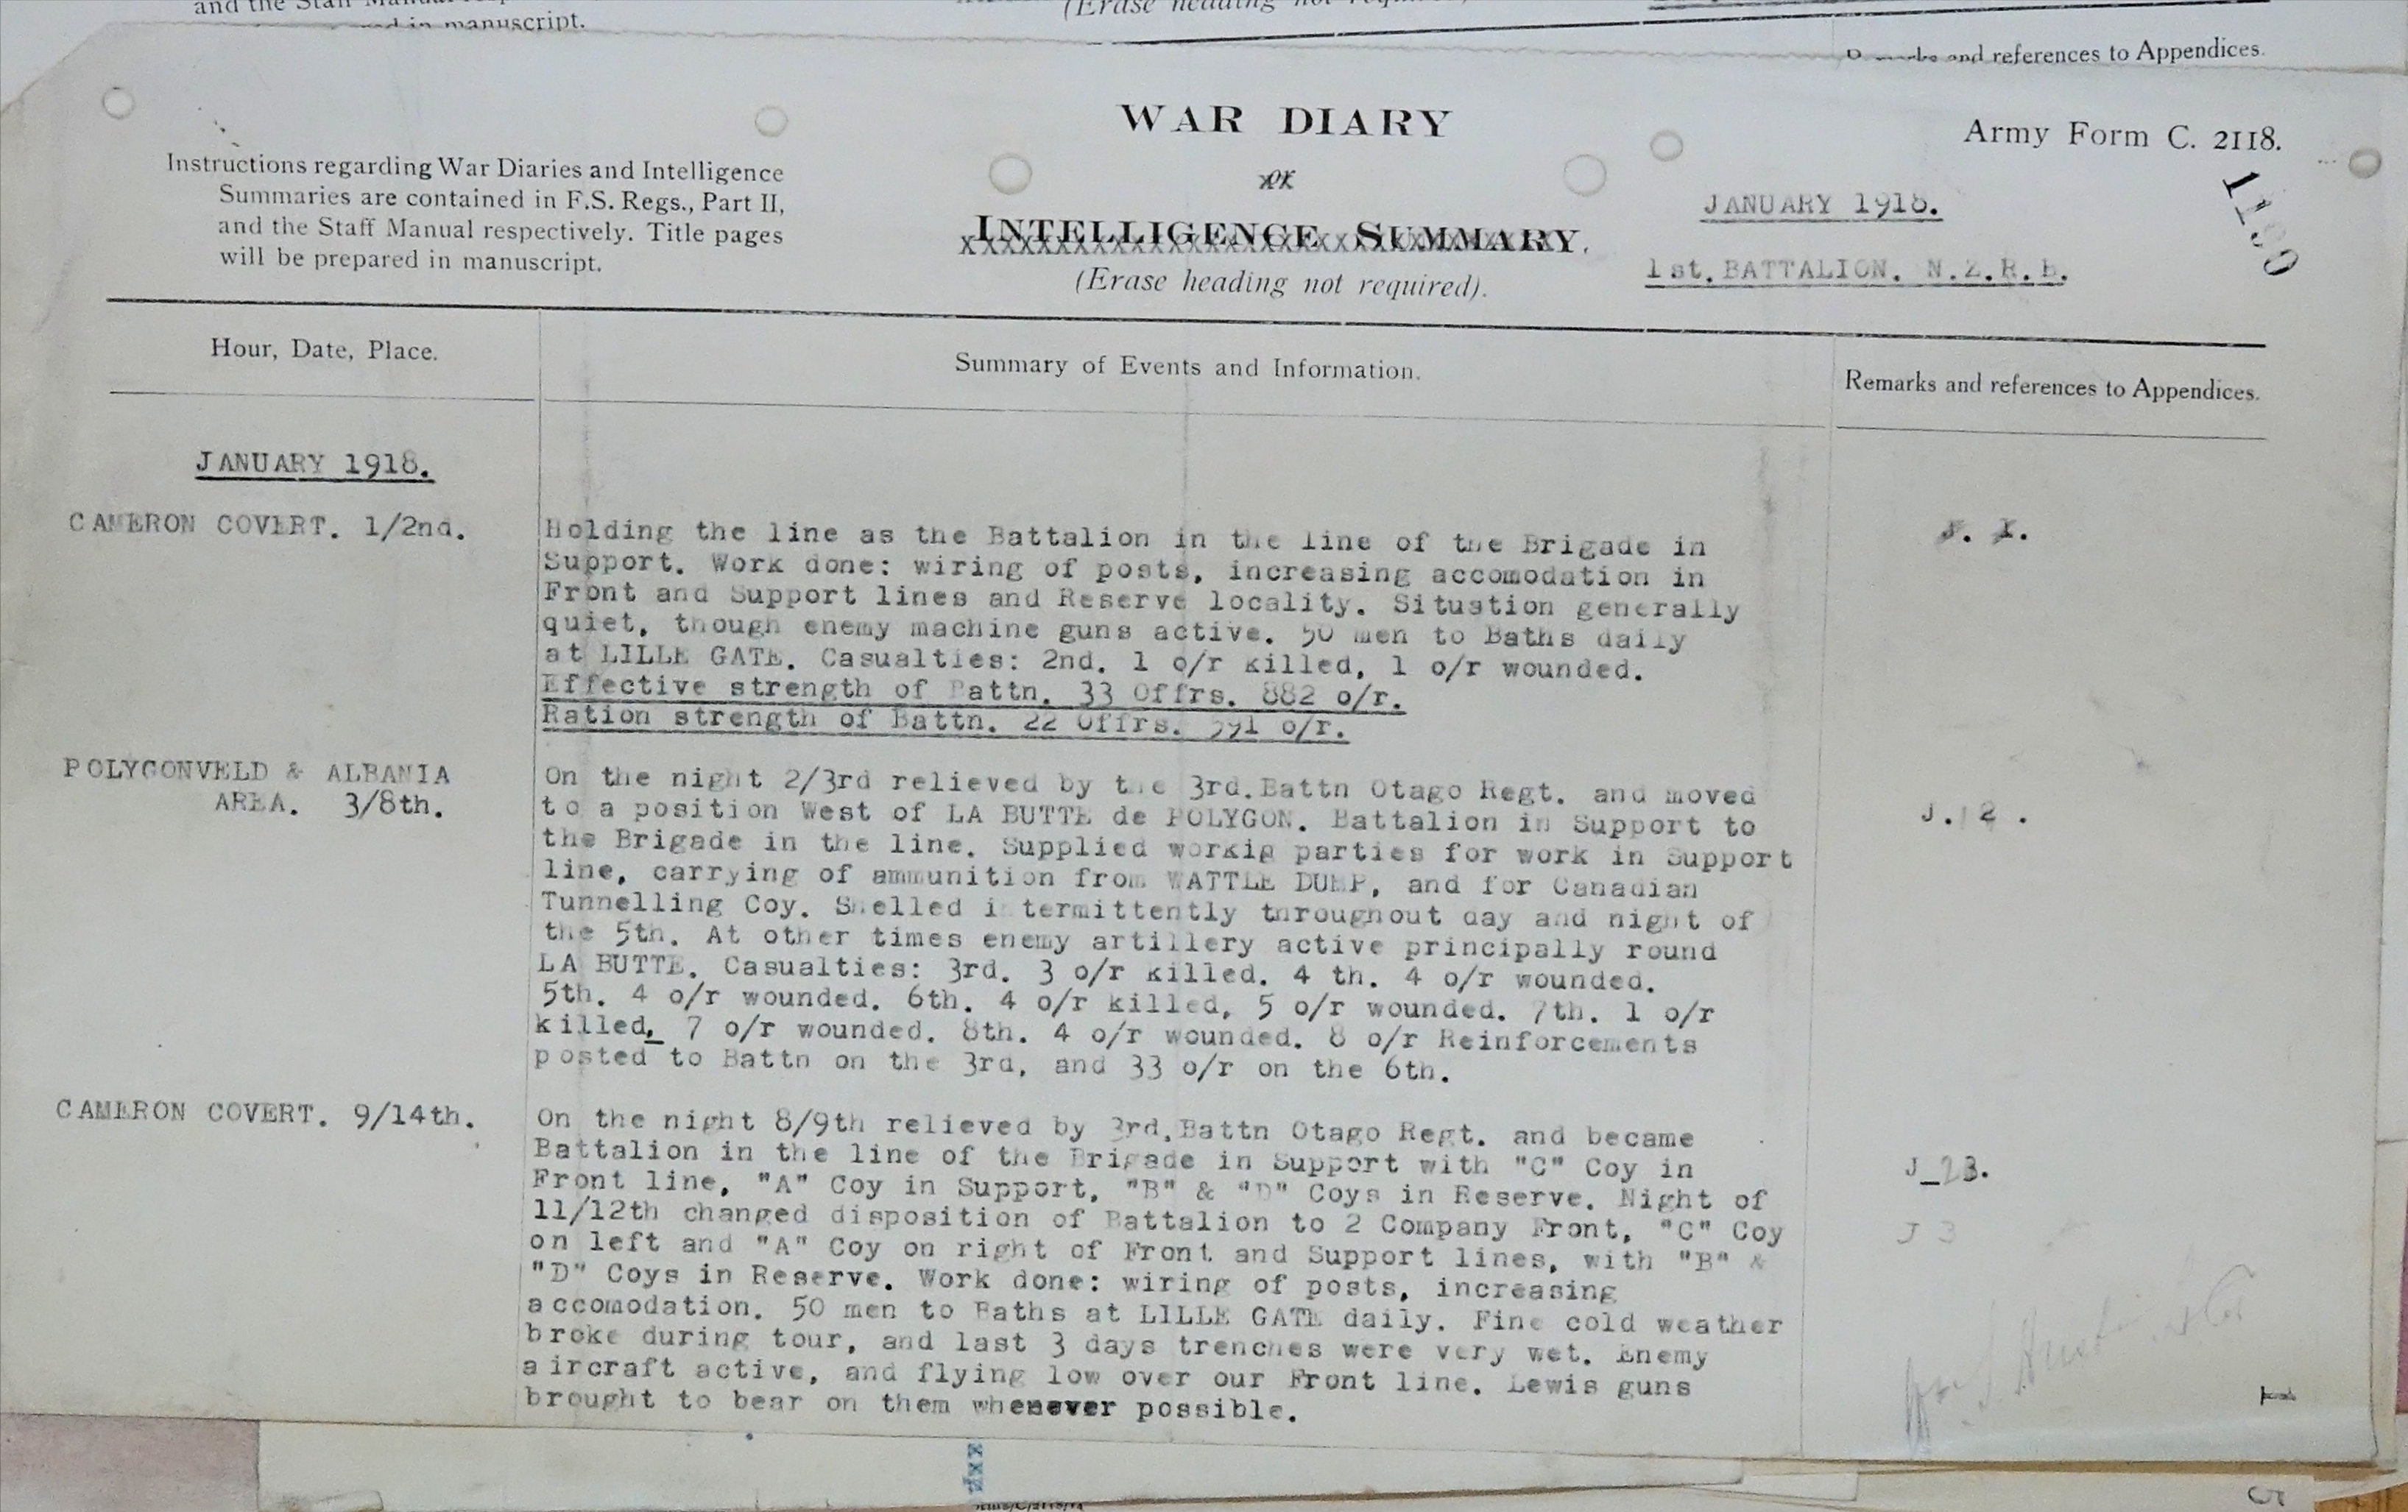 and the Staff
in manuscript.
(Erase heading not required)
and references to Appendices.
WAR DIARY
Army Form C. 2118.
Instructions regarding War Diaries and Intelligence
Summaries are contained in F.S. Regs., Part II,
and the Staff Manual respectively. Title pages
will be prepared in manuscript.
or
INTELLIGENCE SUMMARY.
(Erase heading not required).
JANUARY 1918.
1st. BATTALION. N.Z.R.B.
Hour, Date, Place.
Summary of Events and Information.
Remarks and references to Appendices.
JANUARY 1918.
CAMERON COVERT. 1/2nd.
Holding the line as the Battalion in the line of the Brigade in
Support. Work done: wiring of posts, increasing accomodation in
Front and Support lines and Reserve locality. Situation generally
quiet, though enemy machine guns active. 50 men to Baths daily
at LILLE GATE. Casualties: 2nd. 1 o/r killed, 1 o/r wounded.
Effective strength of Battn. 33 Offrs. 882 o/r.
Ration strength of Battn. 22 Offrs. 591 o/r.
POLYGONVELD & ALBANIA
AREA. 3/8th.
On the night 2/3rd relieved by the 3rd.Battn Otago Regt. and moved
to a position West of LA BUTTE de POLYGON. Battalion in Support to
the Brigade in the line. Supplied workig parties for work in Support
line, carrying of ammunition from WATTLE DUMP, and for Canadian
Tunnelling Coy. Shelled intermittently throughout day and night of
the 5th. At other times enemy artillery active principally round
LA BUTTE. Casualties: 3rd. 3 o/r killed. 4 th. 4 o/r wounded.
5th. 4 o/r wounded. 6th. 4 o/r killed, 5 o/r wounded. 7th. 1 o/r
killed, 7 o/r wounded. 8th. 4 o/r wounded. 8 o/r Reinforcements
posted to Battn on the 3rd, and 33 o/r on the 6th.
J. 2.
CAMERON COVERT. 9/14th.
On the night 8/9th relieved by 3rd.Battn Otago Regt. and became
Battalion in the line of the Brigade in Support with "C" Coy in
Front line, "A" Coy in Support, "B" & "D" Coys in Reserve. Night of
11/12th changed disposition of Battalion to 2 Company Front, "C" Coy
on left and "A" Coy on right of Front and Support lines, with "B" &
"D" Coys in Reserve. Work done: wiring of posts, increasing
accomodation. 50 men to Baths at LILLE GATE daily. Fine cold weather
broke during tour, and last 3 days trenches were very wet. Enemy
aircraft active, and flying low over our Front line. Lewis guns
brought to bear on them whenever possible.
J 3